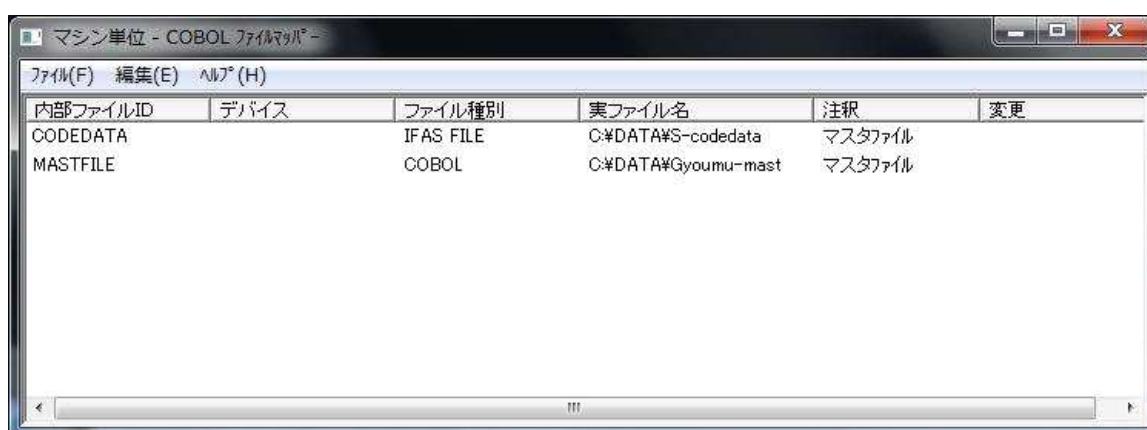 マシン単位 - COBOL ﾌｧｲﾙﾏｯﾊﾟｰ
ﾌｧｲﾙ(F) 編集(E) ﾍﾙﾌﾟ(H)
内部ファイルID デバイス ファイル種別 実ファイル名 注釈 変更
CODEDATA IFAS FILE C:¥DATA¥S-codedata マスタファイル
MASTFILE COBOL C:¥DATA¥Gyoumu-mast マスタファイル